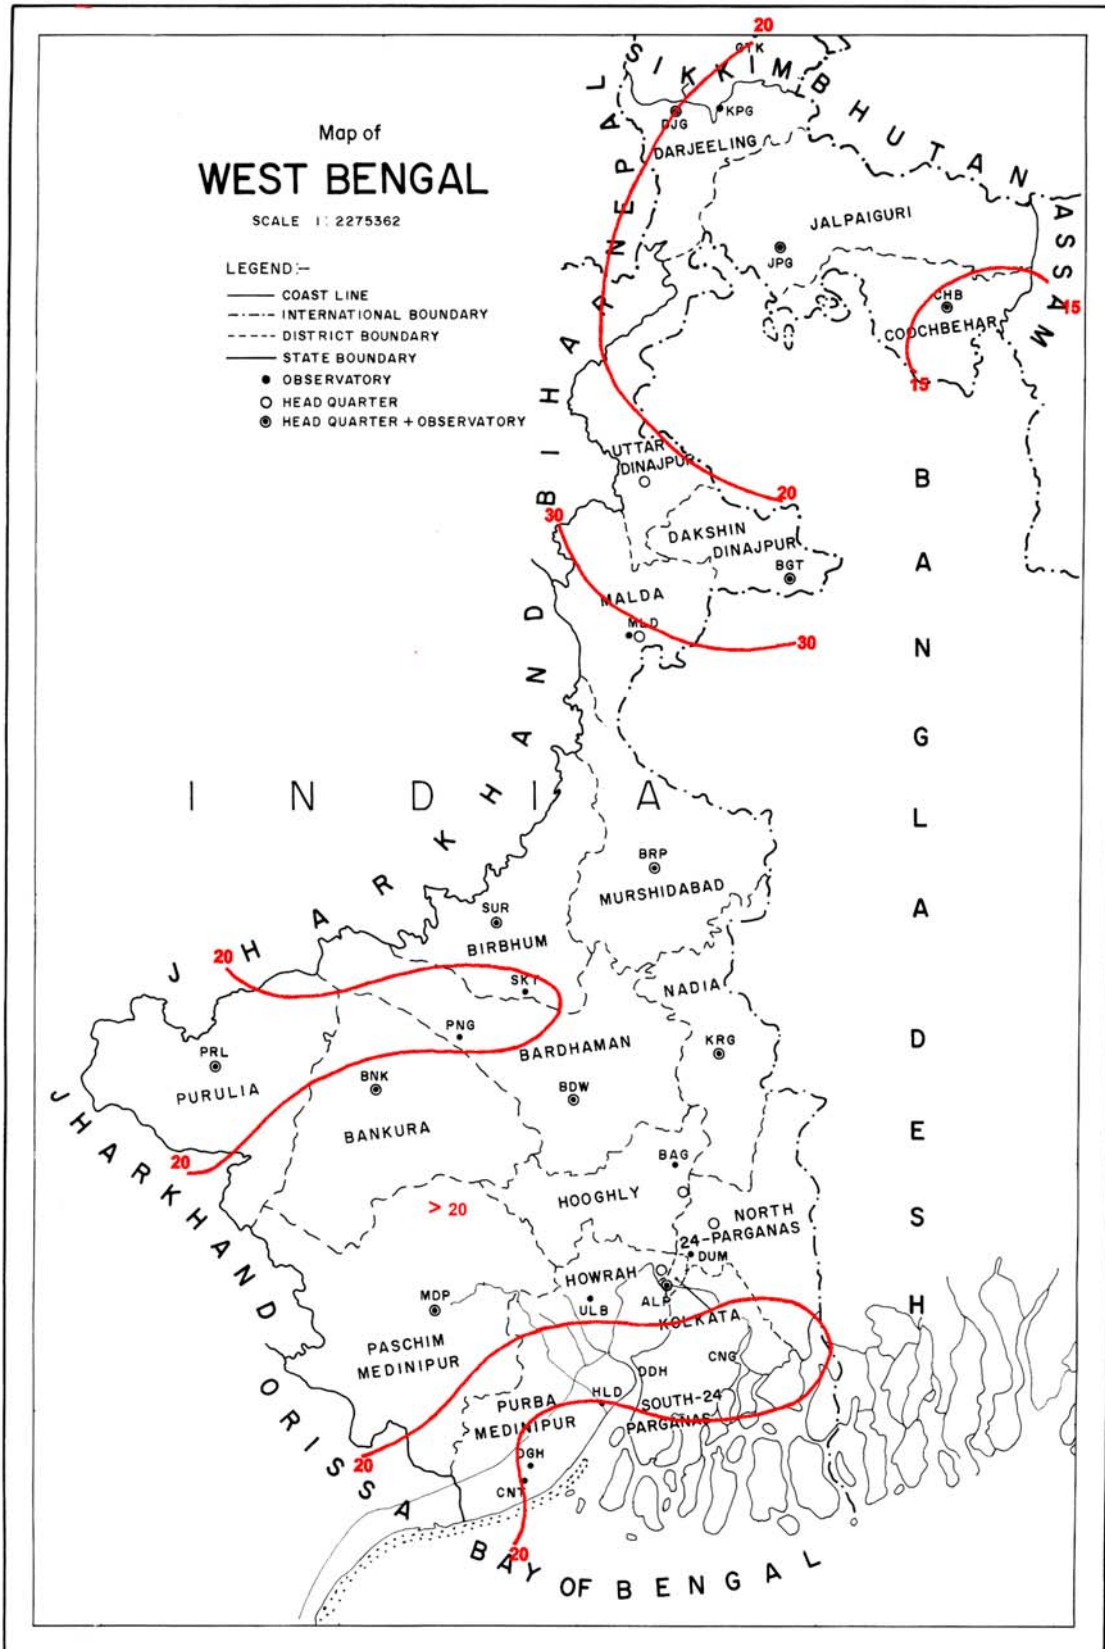 20
GTK
SIKKIM
BHUTAN
NEPAL
Map of
WEST BENGAL
SCALE 1: 2275362
LEGEND:-
COAST LINE
INTERNATIONAL BOUNDARY
DISTRICT BOUNDARY
STATE BOUNDARY
OBSERVATORY
HEAD QUARTER
HEAD QUARTER + OBSERVATORY
DJG
KPG
DARJEELING
JALPAIGURI
JPG
ASSAM
CHB
COOCHBEHAR
15
15
BIHAR
UTTAR
DINAJPUR
20
30
DAKSHIN
DINAJPUR
BGT
MALDA
MLD
30
BANGLADESH
JHARKHAND
INDIA
BRP
MURSHIDABAD
SUR
BIRBHUM
20
SKT
NADIA
PNG
BARDHAMAN
KRG
PRL
PURULIA
BNK
BDW
BANKURA
20
BAG
HOOGHLY
> 20
NORTH
24-PARGANAS
DUM
JHARKHAND
HOWRAH
ALP
ULB
KOLKATA
MDP
PASCHIM
MEDINIPUR
CNG
DDH
HLD
PURBA
MEDINIPUR
SOUTH-24
PARGANAS
ORISSA
20
DGH
CNT
20
BAY OF BENGAL